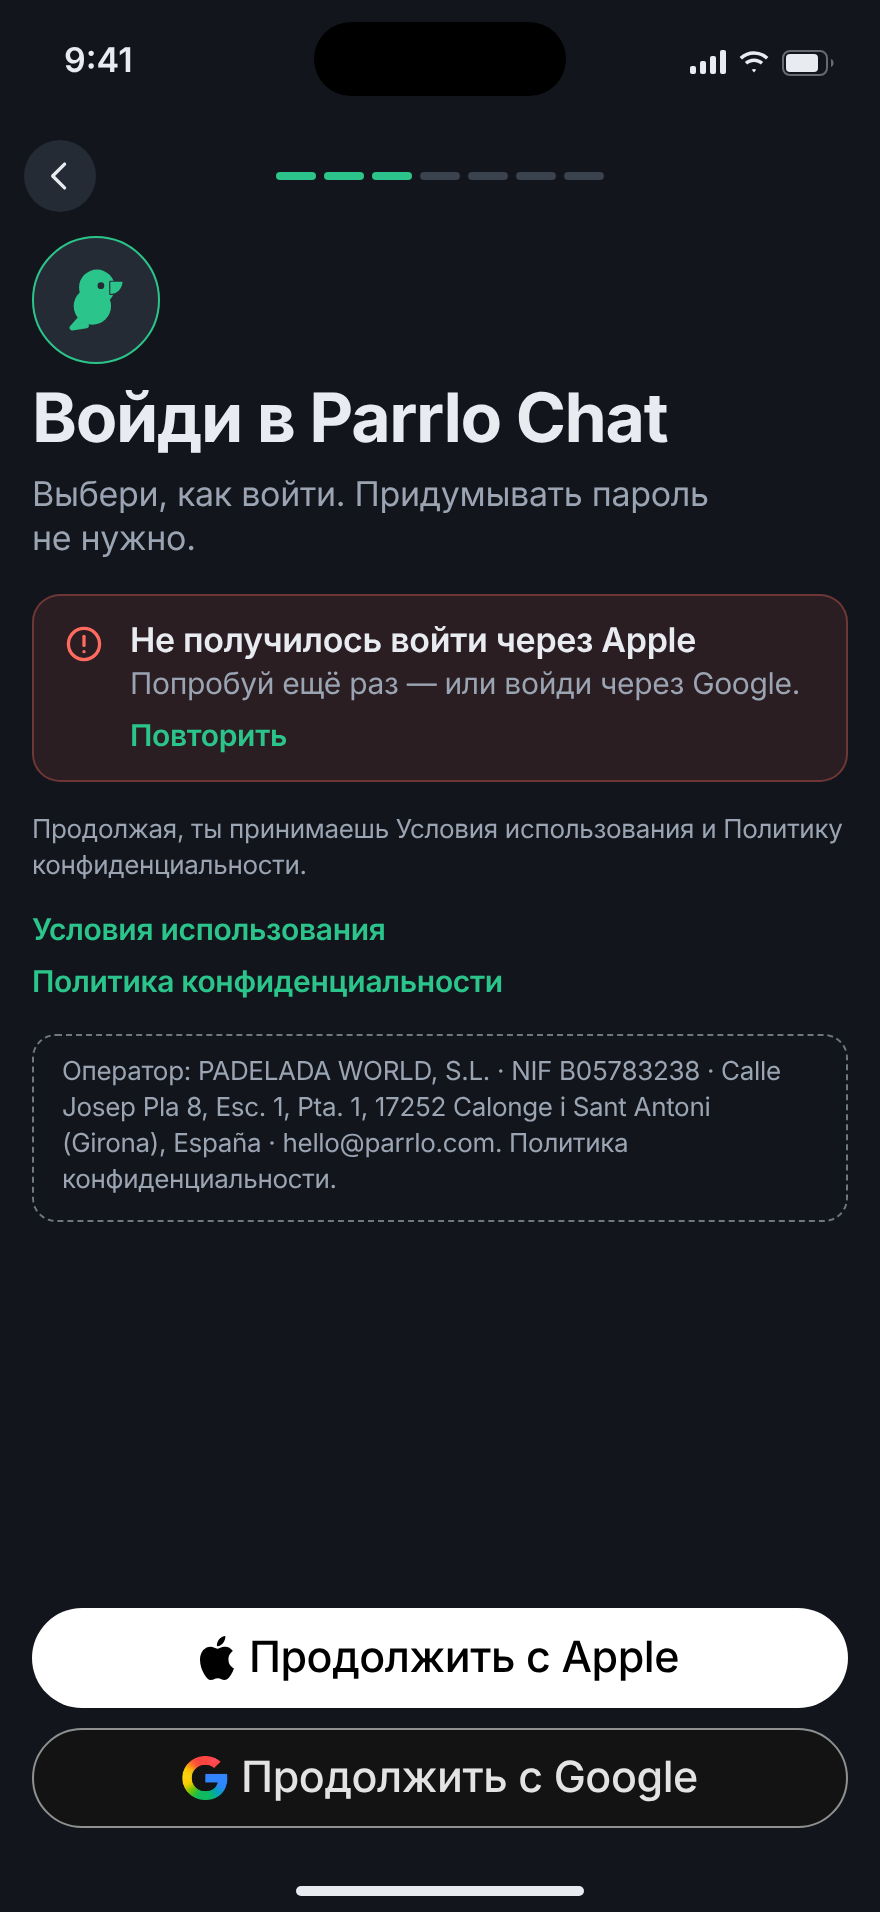 9:41
Войди в Parrlo Chat
Выбери, как войти. Придумывать пароль
не нужно.
Не получилось войти через Apple
Попробуй ещё раз — или войди через Google.
Повторить
Продолжая, ты принимаешь Условия использования и Политику
конфиденциальности.
Условия использования
Политика конфиденциальности
Оператор: PADELADA WORLD, S.L. · NIF B05783238 · Calle
Josep Pla 8, Esc. 1, Pta. 1, 17252 Calonge i Sant Antoni
(Girona), España · hello@parrlo.com. Политика
конфиденциальности.
Продолжить с Apple
Продолжить с Google